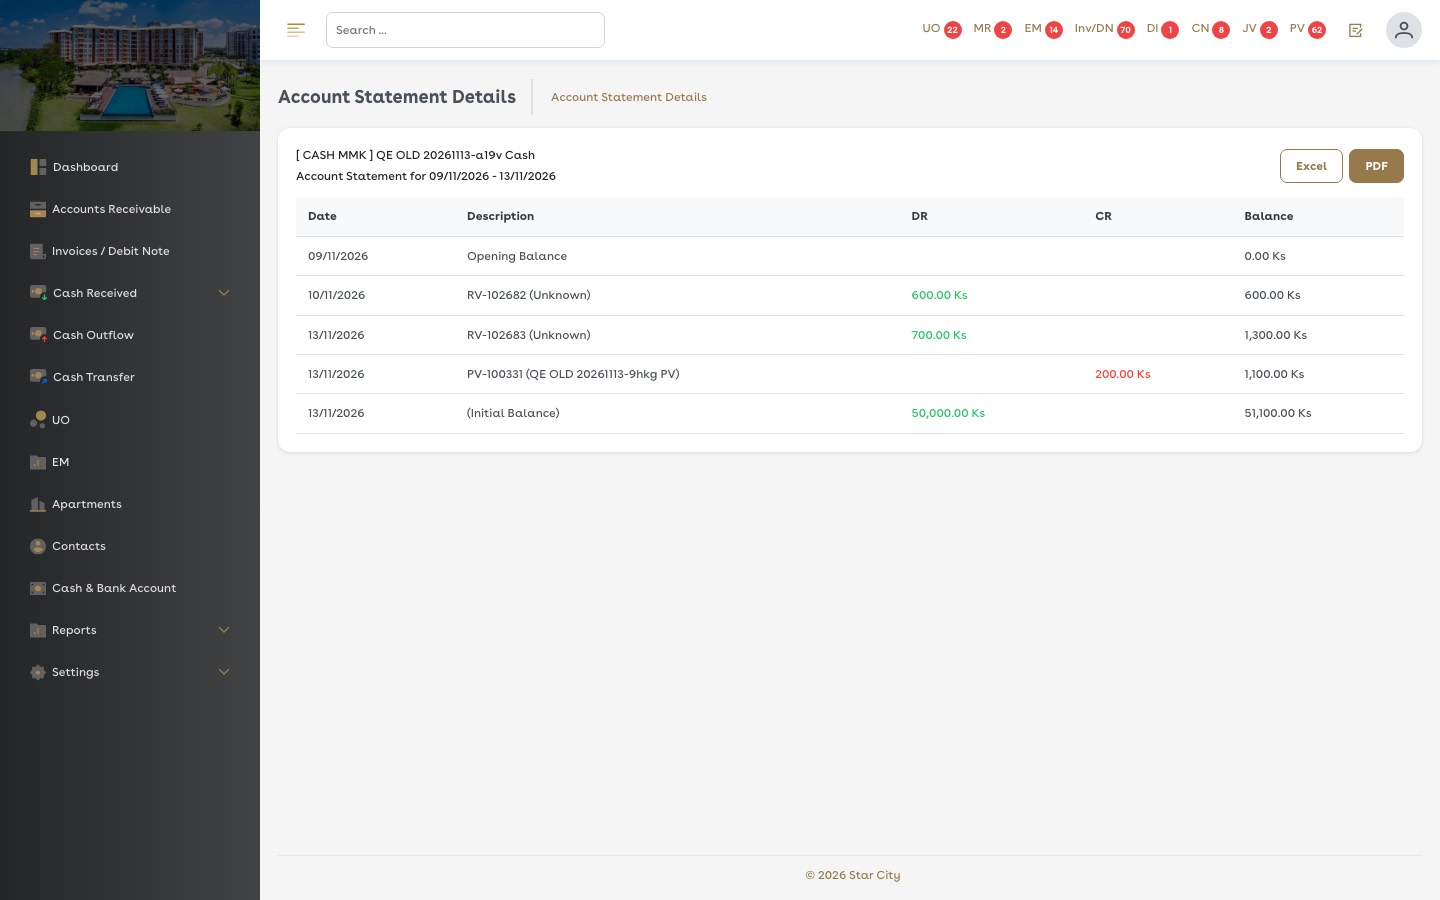 Search ...
UO 22 MR 2 EM 14 Inv/DN 70 DI 1 CN 8 JV 2 PV 62
Dashboard
Accounts Receivable
Invoices / Debit Note
Cash Received
Cash Outflow
Cash Transfer
UO
EM
Apartments
Contacts
Cash & Bank Account
Reports
Settings
Account Statement Details
Account Statement Details
[ CASH MMK ] QE OLD 20261113-a19v Cash
Account Statement for 09/11/2026 - 13/11/2026
Excel PDF
Date Description DR CR Balance
09/11/2026 Opening Balance 0.00 Ks
10/11/2026 RV-102682 (Unknown) 600.00 Ks 600.00 Ks
13/11/2026 RV-102683 (Unknown) 700.00 Ks 1,300.00 Ks
13/11/2026 PV-100331 (QE OLD 20261113-9hkg PV) 200.00 Ks 1,100.00 Ks
13/11/2026 (Initial Balance) 50,000.00 Ks 51,100.00 Ks
© 2026 Star City